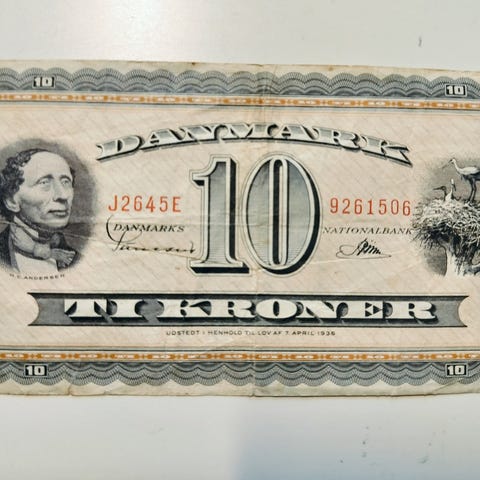 10 10
DANMARK
10
J2645E 9261506
DANMARKS NATIONALBANK
H.C. ANDERSEN
TI KRONER
UDSTEDT I HENHOLD TIL LOV AF 7. APRIL 1936
10 10